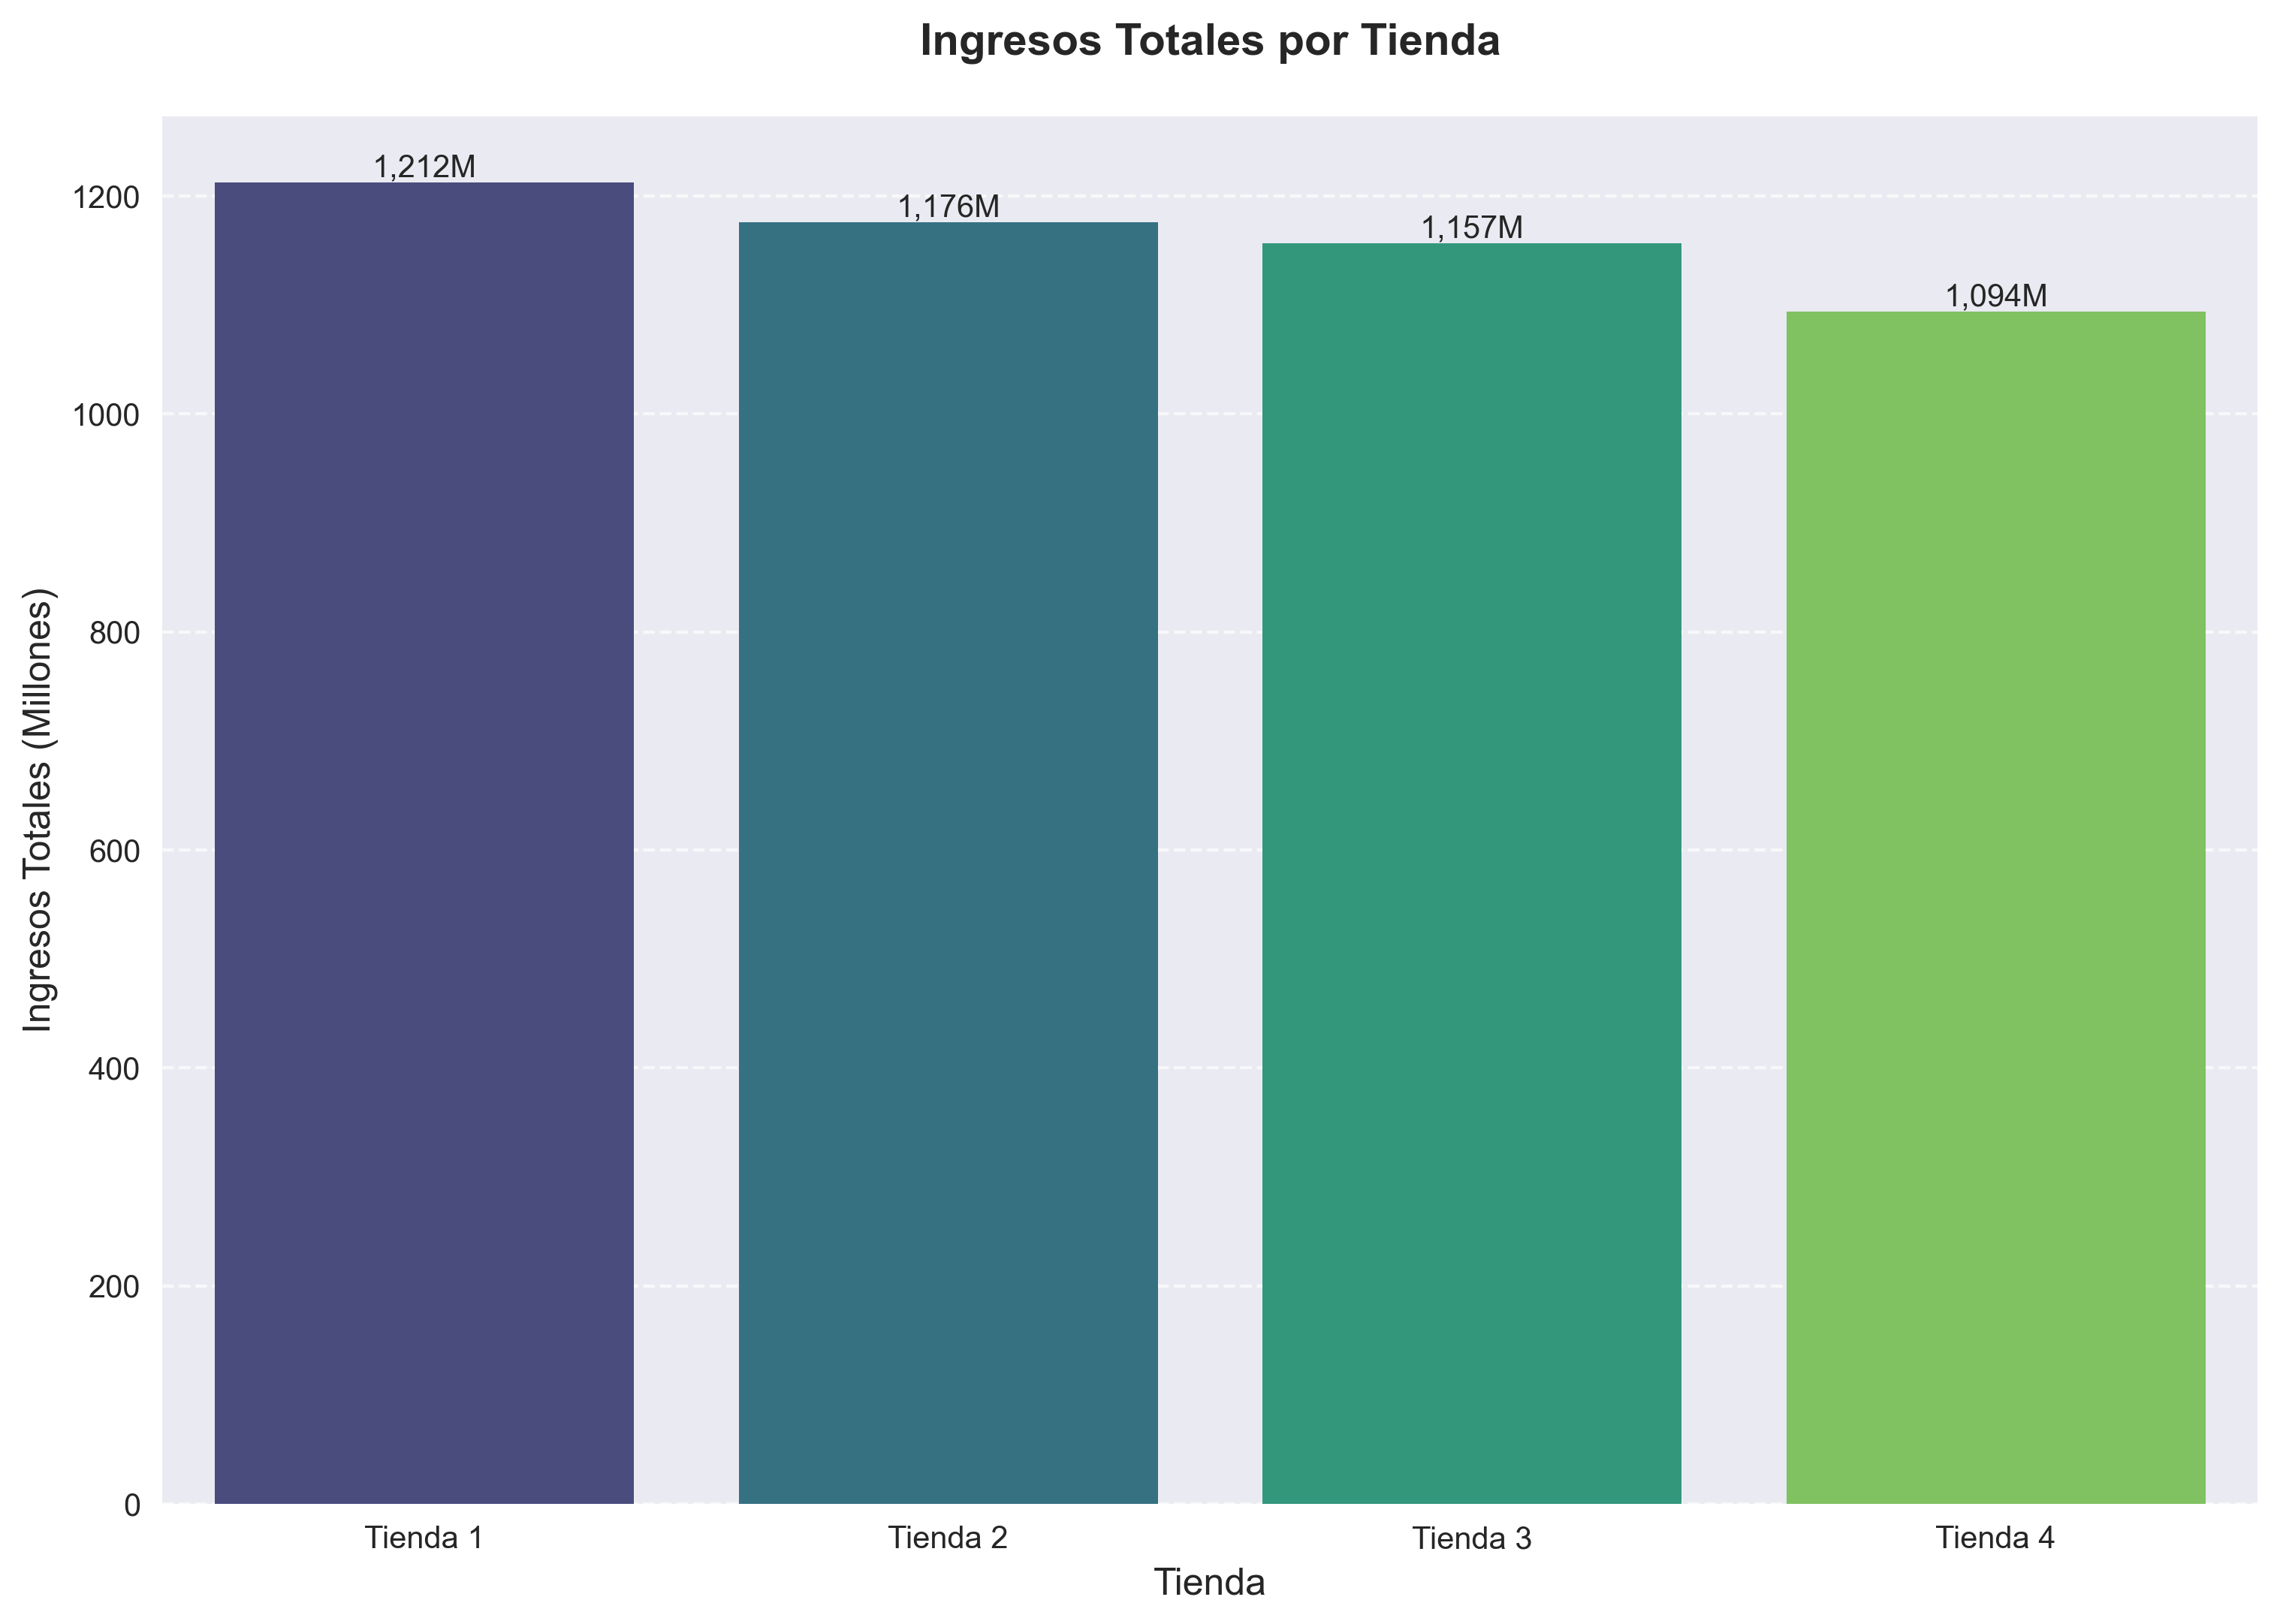 Ingresos Totales por Tienda
Ingresos Totales (Millones)
1200
1000
800
600
400
200
0
1,212M
1,176M
1,157M
1,094M
Tienda 1
Tienda 2
Tienda 3
Tienda 4
Tienda